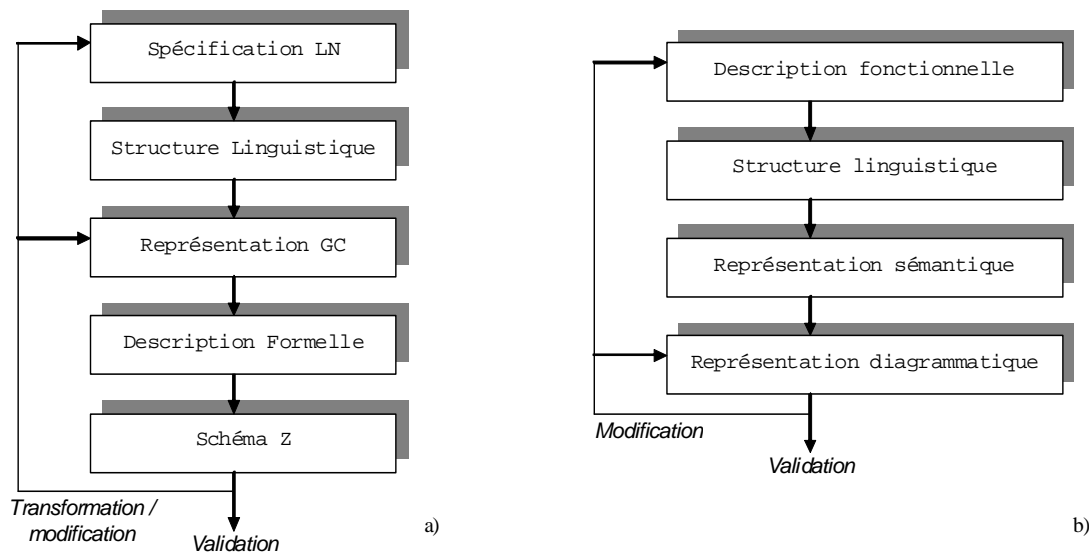 Spécification LN
Structure Linguistique
Représentation GC
Description Formelle
Schéma Z
Transformation /
modification
Validation
a)
Description fonctionnelle
Structure linguistique
Représentation sémantique
Représentation diagrammatique
Modification
Validation
b)